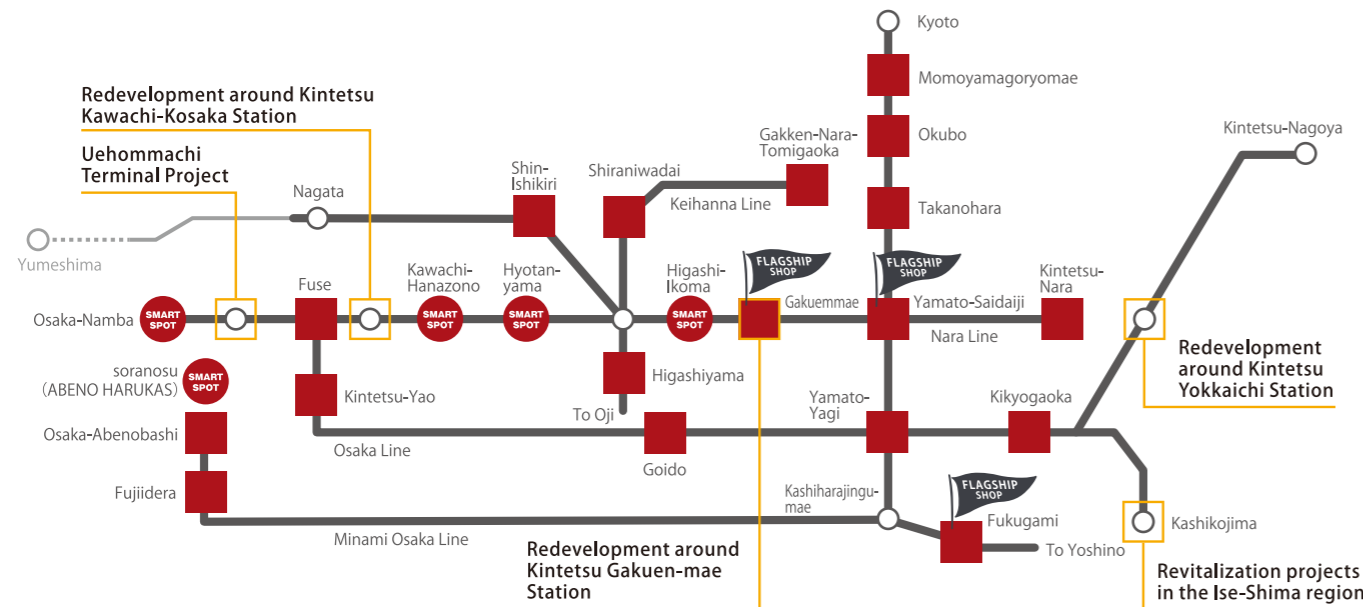 Kyoto
Redevelopment around Kintetsu
Kawachi-Kosaka Station
Momoyamagoryomae
Uehommachi
Terminal Project
Okubo
Gakken-Nara-
Tomigaoka
Kintetsu-Nagoya
Shin-
Ishikiri
Shiraniwadai
Nagata
Keihanna Line
Takanohara
Yumeshima
FLAGSHIP
SHOP
FLAGSHIP
SHOP
Fuse
Kawachi-
Hanazono
Hyotan-
yama
Higashi-
Ikoma
Kintetsu-
Nara
Gakuemmae
Yamato-Saidaiji
Osaka-Namba
SMART
SPOT
SMART
SPOT
SMART
SPOT
SMART
SPOT
Nara Line
Redevelopment
around Kintetsu
Yokkaichi Station
soranosu
(ABENO HARUKAS)
SMART
SPOT
Kintetsu-Yao
Higashiyama
To Oji
Yamato-
Yagi
Kikyogaoka
Osaka-Abenobashi
Osaka Line
Goido
Fujiidera
Kashiharajingu-
mae
FLAGSHIP
SHOP
Fukugami
Kashikojima
Minami Osaka Line
To Yoshino
Redevelopment around
Kintetsu Gakuen-mae
Station
Revitalization projects
in the Ise-Shima region